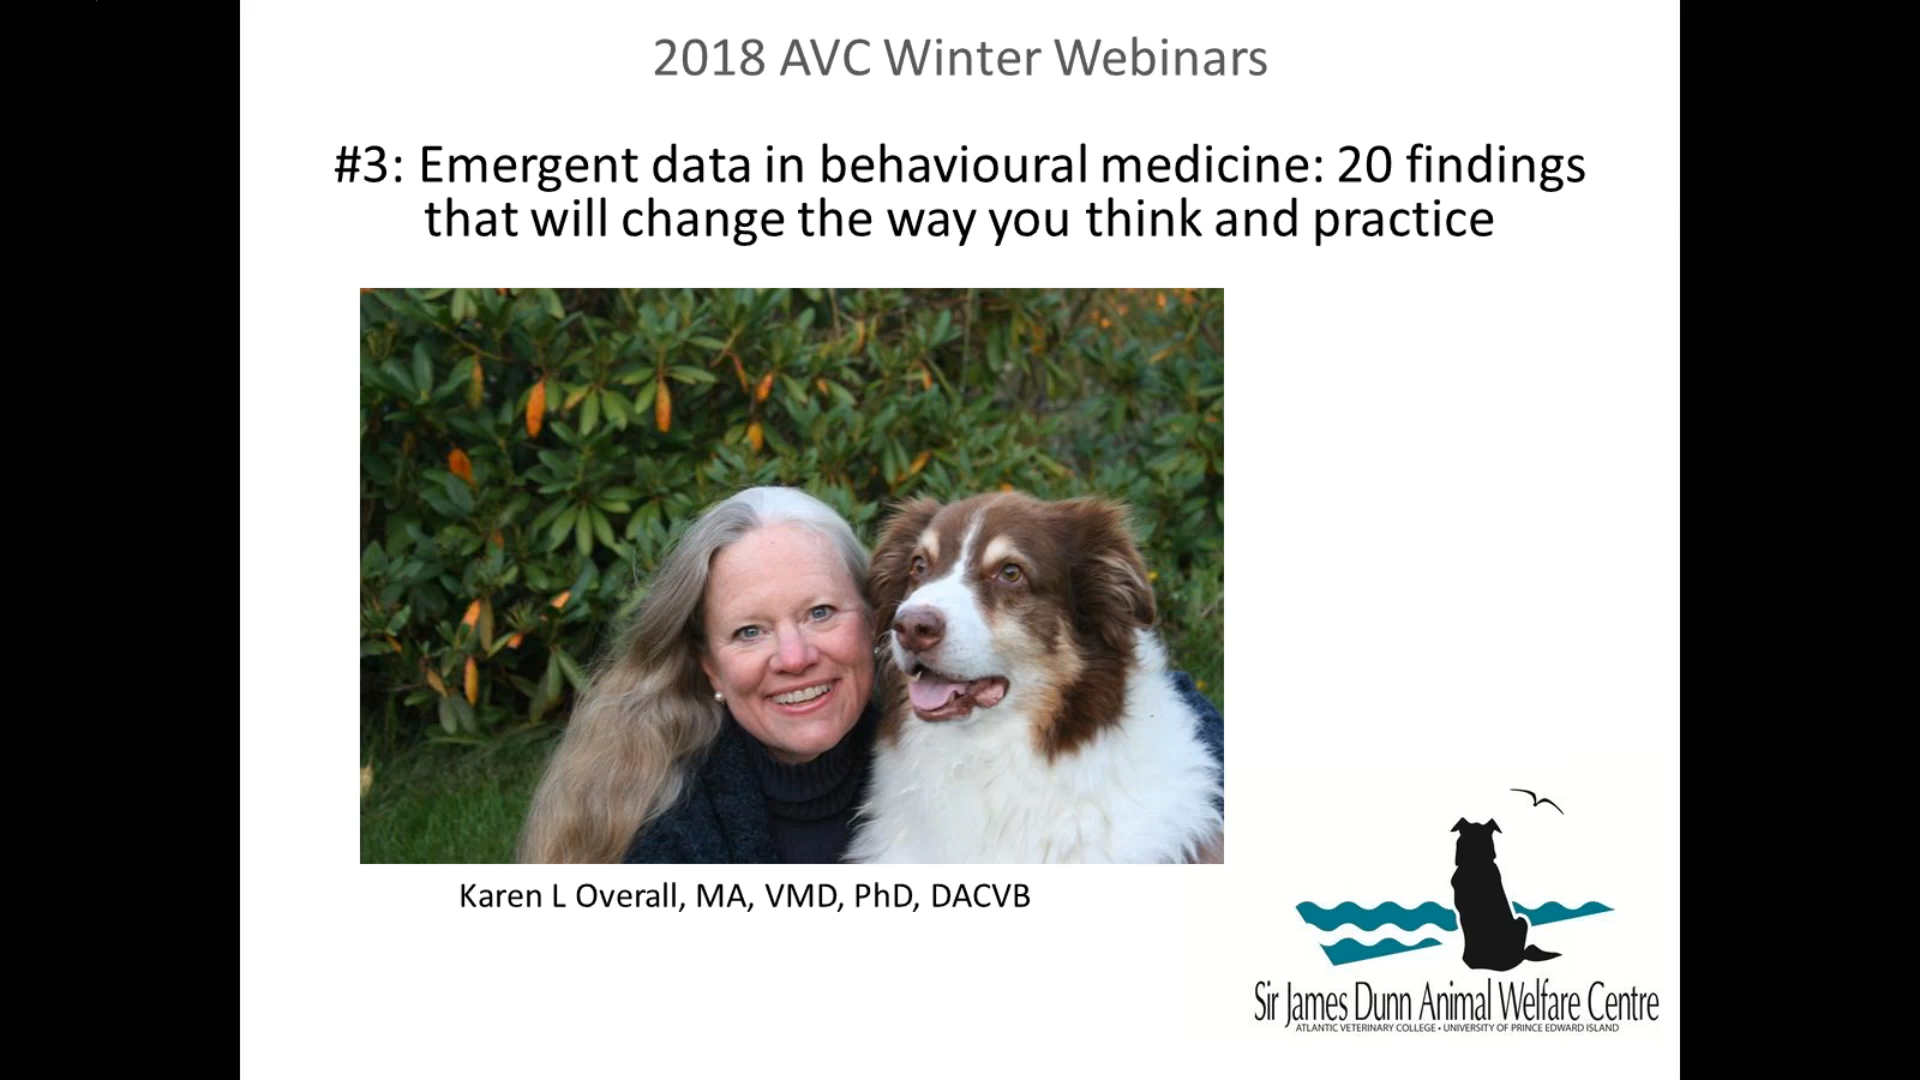 2018 AVC Winter Webinars
#3: Emergent data in behavioural medicine: 20 findings
that will change the way you think and practice
Karen L Overall, MA, VMD, PhD, DACVB
Sir James Dunn Animal Welfare Centre
ATLANTIC VETERINARY COLLEGE • UNIVERSITY OF PRINCE EDWARD ISLAND